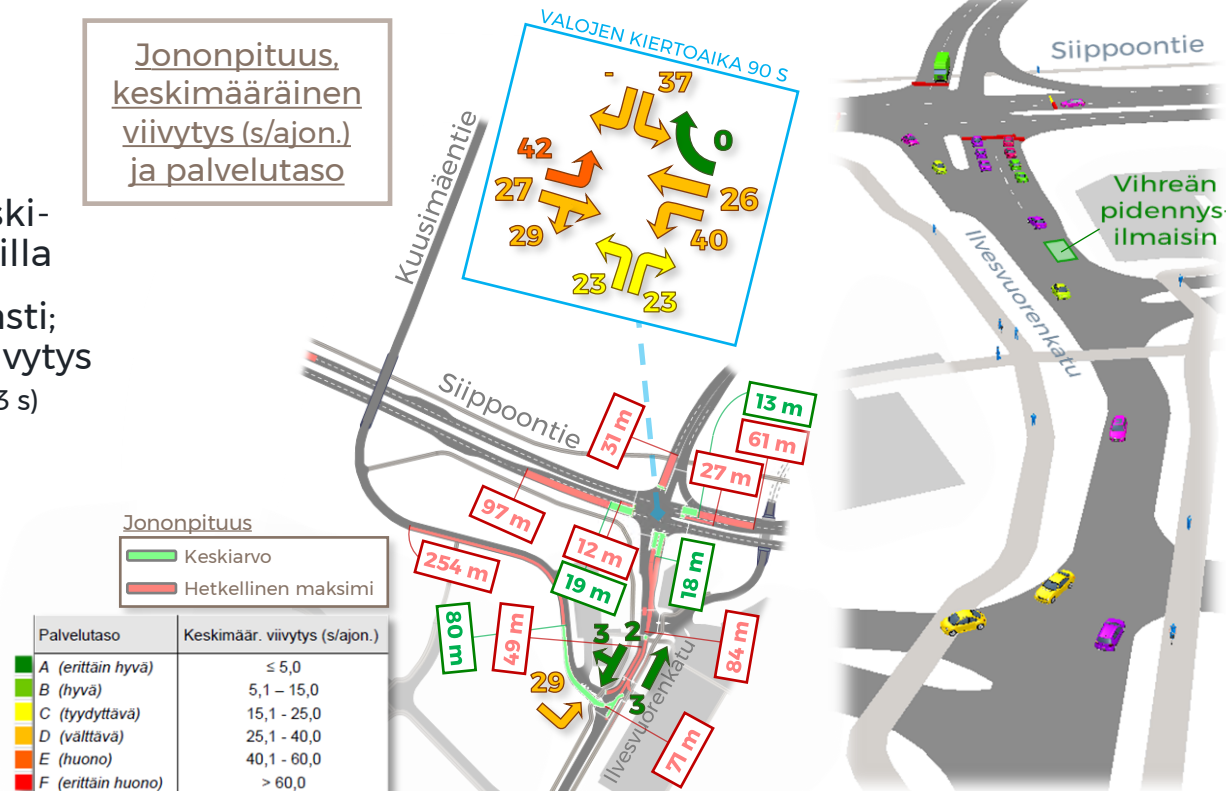 Jononpituus,
keskimääräinen
viivytys (s/ajon.)
ja palvelutaso
VALOJEN KIERTOAIKA 90 S
-
37
0
42
27
26
29
40
23
23
Kuusimäentie
Siippoontie
31 m
13 m
61 m
27 m
97 m
12 m
254 m
19 m
18 m
80 m
49 m
84 m
3
2
29
3
Ilvesvuorenkatu
71 m
Jononpituus
Keskiarvo
Hetkellinen maksimi
Palvelutaso Keskimäär. viivytys (s/ajon.)
A (erittäin hyvä) ≤ 5,0
B (hyvä) 5,1 – 15,0
C (tyydyttävä) 15,1 - 25,0
D (välttävä) 25,1 - 40,0
E (huono) 40,1 - 60,0
F (erittäin huono) > 60,0
Siippoontie
Vihreän
pidennys-
ilmaisin
Ilvesvuorenkatu